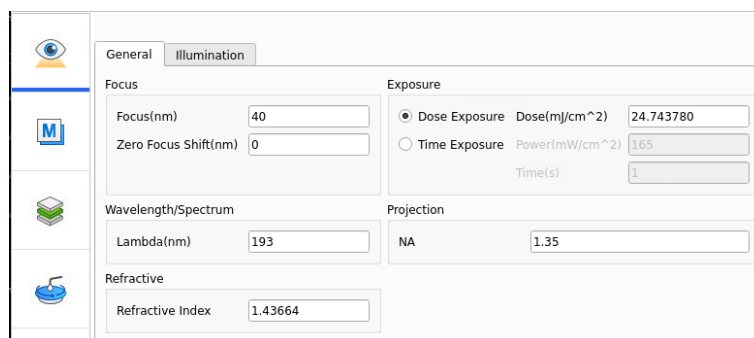 General Illumination
Focus
Focus(nm) 40
Zero Focus Shift(nm) 0
Exposure
Dose Exposure Dose(mJ/cm^2) 24.743780
Time Exposure Power(mW/cm^2) 165
Time(s) 1
M
Wavelength/Spectrum
Lambda(nm) 193
Projection
NA 1.35
Refractive
Refractive Index 1.43664